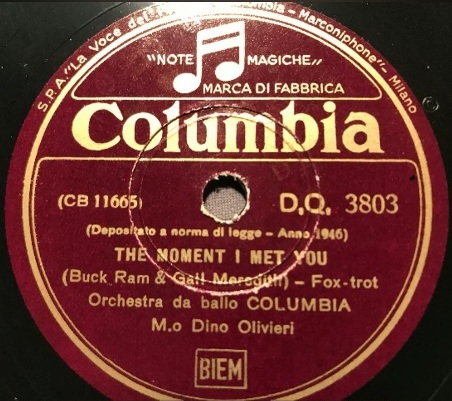 S.P.A. "La Voce del - Marconiphone" - Milano
"NOTE MAGICHE"
MARCA DI FABBRICA
Columbia
(CB 11665)
D.Q. 3803
(Depositato a norma di legge - Anno 1946)
THE MOMENT I MET YOU
(Buck Ram & Gail Meredith) - Fox-trot
Orchestra da ballo COLUMBIA
M.o Dino Olivieri
BIEM